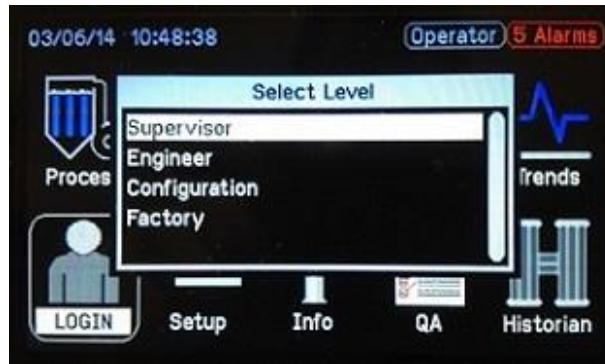 03/06/14 10:48:38 Operator 5 Alarms
Select Level
Supervisor
Engineer
Configuration
Factory
Proces
Trends
LOGIN Setup Info QA Historian